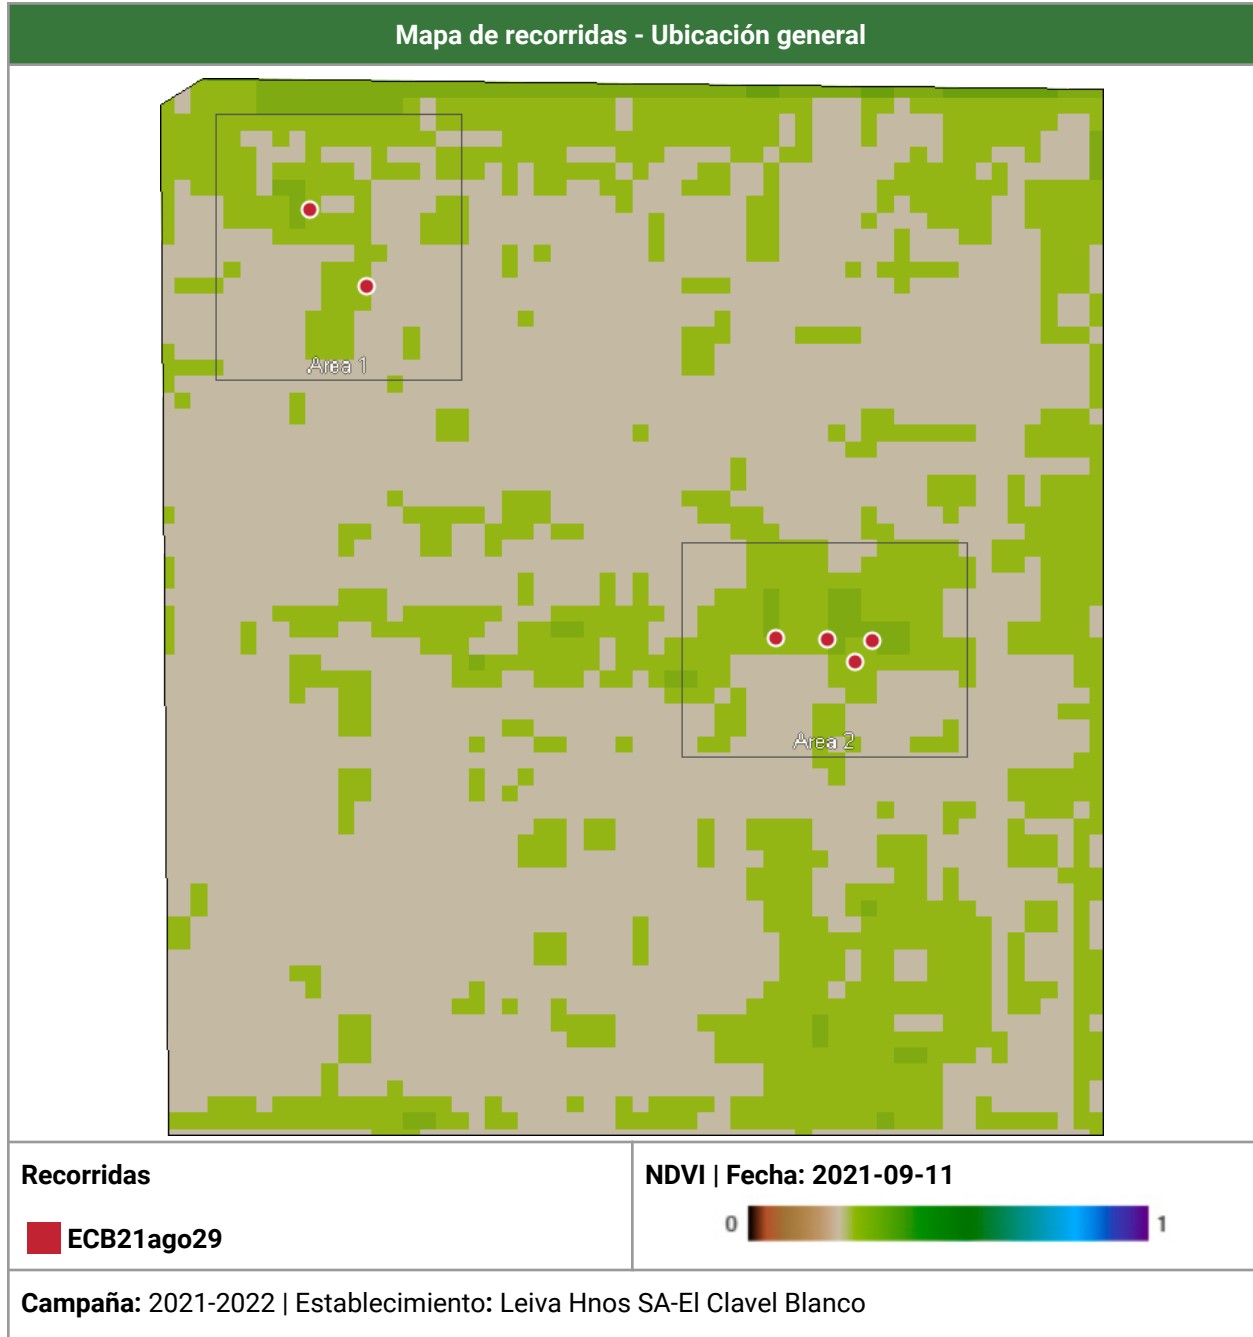 Mapa de recorridas - Ubicación general
Area 1
Area 2
Recorridas
ECB21ago29
NDVI | Fecha: 2021-09-11
0 1
Campaña: 2021-2022 | Establecimiento: Leiva Hnos SA-El Clavel Blanco